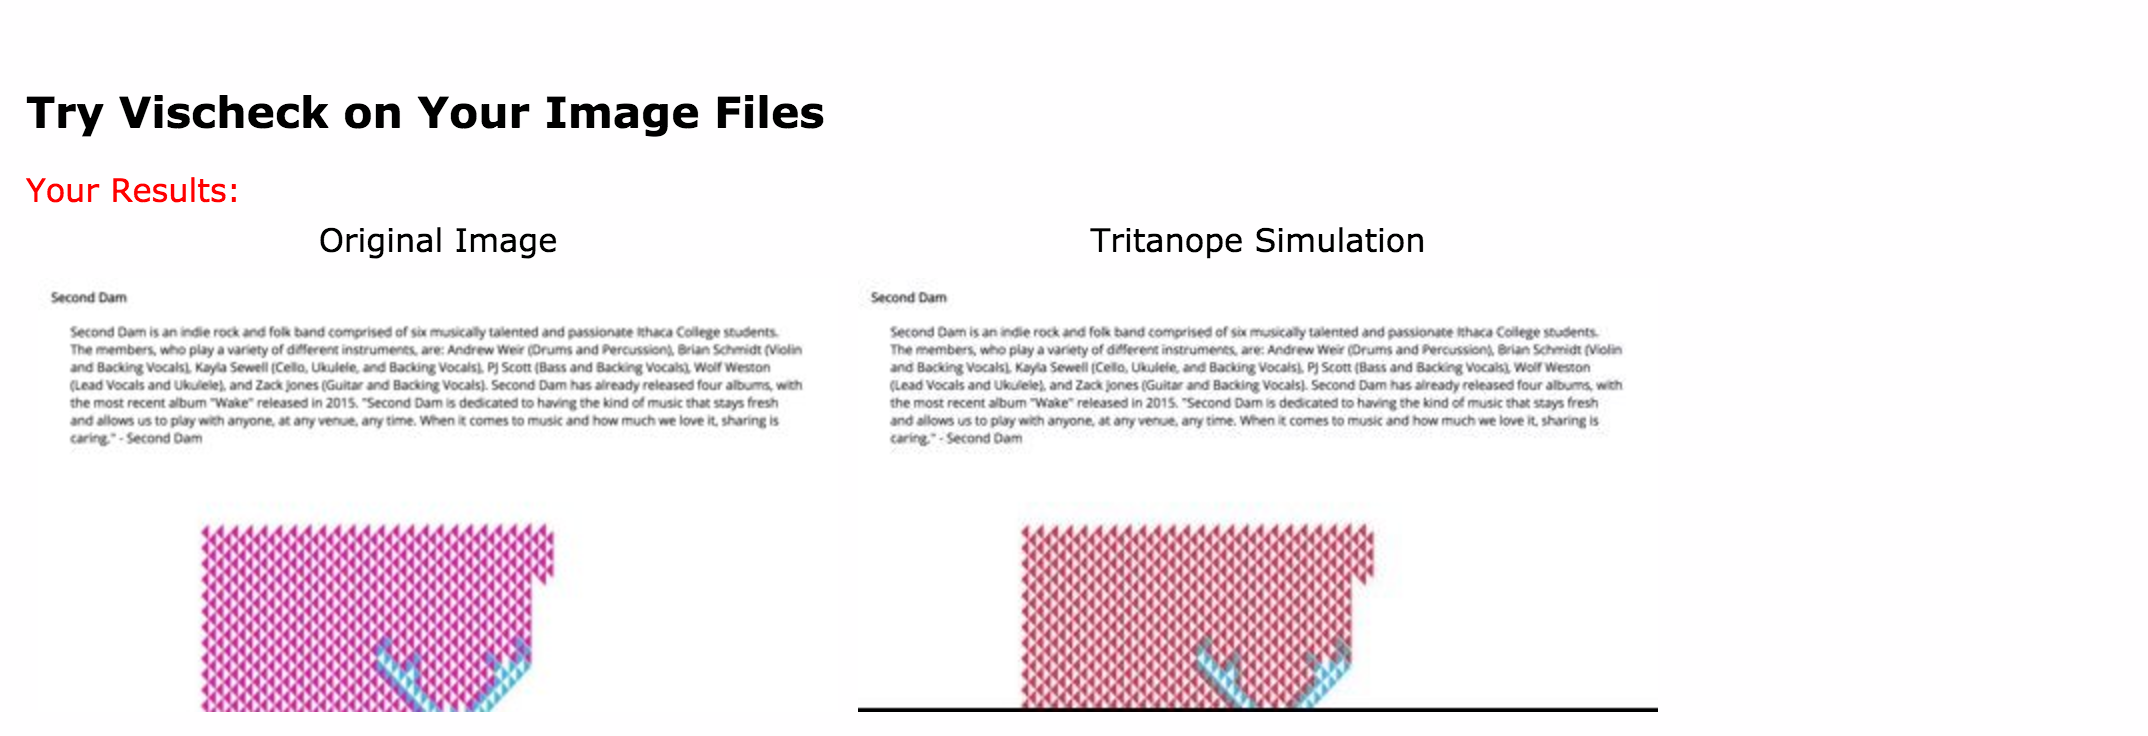 Try Vischeck on Your Image Files
Your Results:
Original Image
Second Dam
Second Dam is an indie rock and folk band comprised of six musically talented and passionate Ithaca College students.
The members, who play a variety of different instruments, are: Andrew Weir (Drums and Percussion), Brian Schmidt (Violin
and Backing Vocals), Kayla Sewell (Cello, Ukulele, and Backing Vocals), PJ Scott (Bass and Backing Vocals), Wolf Weston
(Lead Vocals and Ukulele), and Zack Jones (Guitar and Backing Vocals). Second Dam has already released four albums, with
the most recent album "Wake" released in 2015. "Second Dam is dedicated to having the kind of music that stays fresh
and allows us to play with anyone, at any venue, any time. When it comes to music and how much we love it, sharing is
caring." - Second Dam
Tritanope Simulation
Second Dam
Second Dam is an indie rock and folk band comprised of six musically talented and passionate Ithaca College students.
The members, who play a variety of different instruments, are: Andrew Weir (Drums and Percussion), Brian Schmidt (Violin
and Backing Vocals), Kayla Sewell (Cello, Ukulele, and Backing Vocals), PJ Scott (Bass and Backing Vocals), Wolf Weston
(Lead Vocals and Ukulele), and Zack Jones (Guitar and Backing Vocals). Second Dam has already released four albums, with
the most recent album "Wake" released in 2015. "Second Dam is dedicated to having the kind of music that stays fresh
and allows us to play with anyone, at any venue, any time. When it comes to music and how much we love it, sharing is
caring." - Second Dam